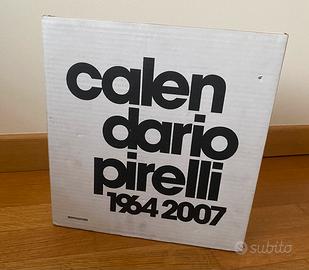 calen
dario
pirelli
1964 2007
subito